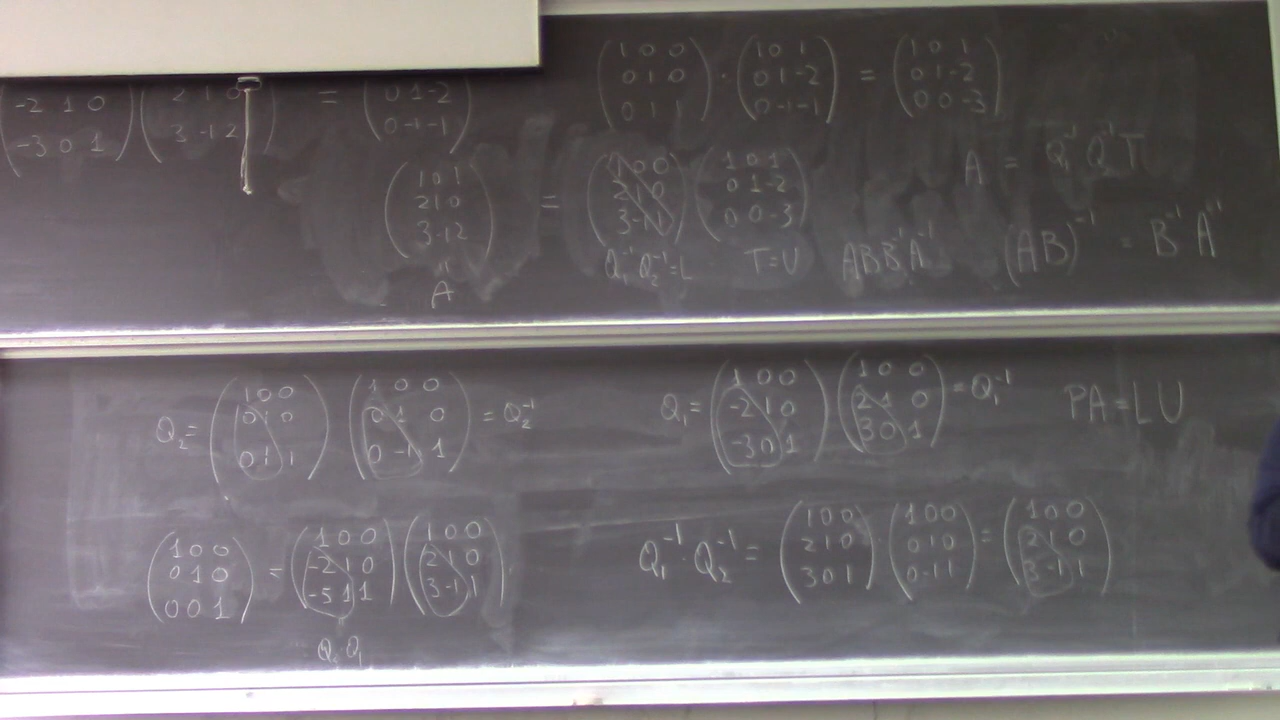 (-2 1 0 / -3 0 1) (2 1 0 / 3 -1 2) = (0 1 -2 / 0 -1 -1)
(1 0 0 / 0 1 0 / 0 1 1) · (1 0 1 / 0 1 -2 / 0 -1 -1) = (1 0 1 / 0 1 -2 / 0 0 -3)
(1 0 1 / 2 1 0 / 3 -1 2) = (1 0 0 / 2 1 0 / 3 -1 1) (1 0 1 / 0 1 -2 / 0 0 -3)
A = Q₁⁻¹ Q⁻¹ T
A
Q₁⁻¹ Q₂⁻¹ = L T = U ABB⁻¹A⁻¹ (AB)⁻¹ = B⁻¹ A⁻¹
Q₂ = (1 0 0 / 0 1 0 / 0 1 1) (1 0 0 / 0 1 0 / 0 -1 1) = Q₂⁻¹
Q₁ = (1 0 0 / -2 1 0 / -3 0 1) · (1 0 0 / 2 1 0 / 3 0 1) = Q₁⁻¹
PA = LU
(1 0 0 / 0 1 0 / 0 0 1) = (1 0 0 / -2 1 0 / -5 1 1) (1 0 0 / 2 1 0 / 3 -1 1)
Q₂ Q₁
Q₁⁻¹ · Q₂⁻¹ = (1 0 0 / 2 1 0 / 3 0 1) · (1 0 0 / 0 1 0 / 0 -1 1) = (1 0 0 / 2 1 0 / 3 -1 1)